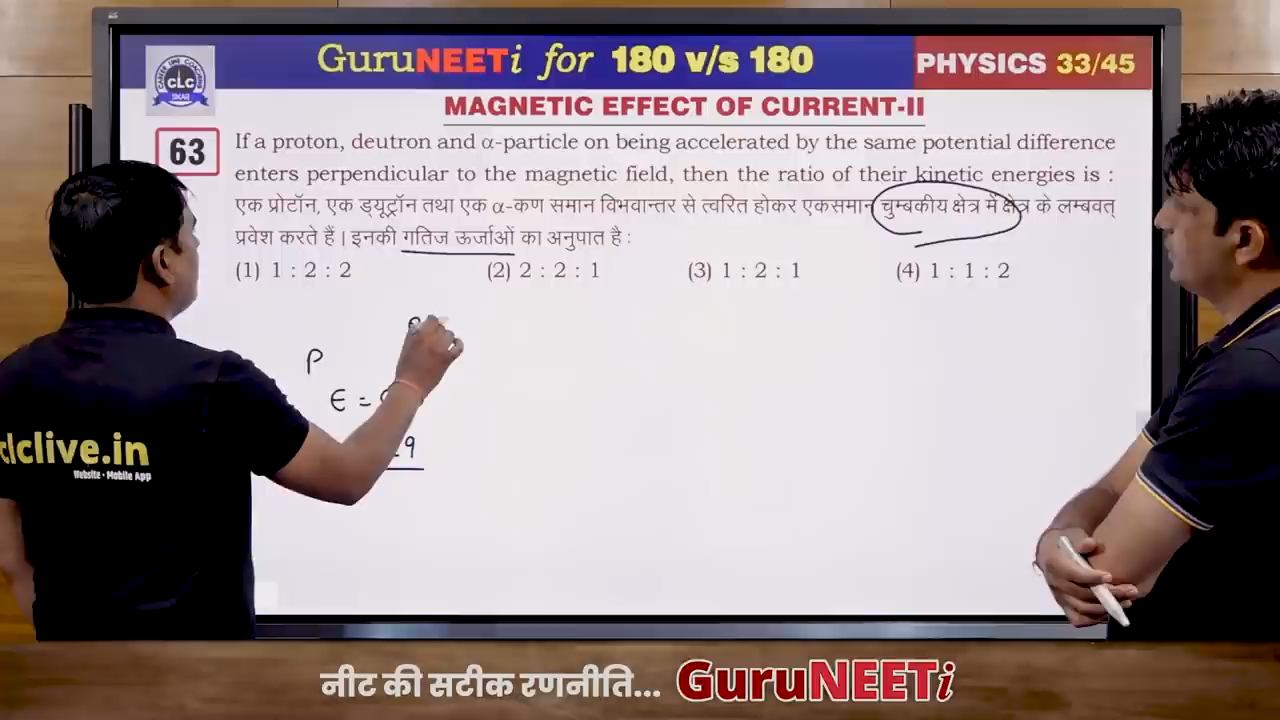 GuruNEETi for 180 v/s 180
PHYSICS 33/45
CLC
MAGNETIC EFFECT OF CURRENT-II
63
If a proton, deutron and α-particle on being accelerated by the same potential difference
enters perpendicular to the magnetic field, then the ratio of their kinetic energies is :
एक प्रोटॉन, एक ड्यूट्रॉन तथा एक α-कण समान विभवान्तर से त्वरित होकर एकसमान चुम्बकीय क्षेत्र में क्षेत्र के लम्बवत्
प्रवेश करते हैं। इनकी गतिज ऊर्जाओं का अनुपात है :
(1) 1 : 2 : 2
(2) 2 : 2 : 1
(3) 1 : 2 : 1
(4) 1 : 1 : 2
P
E =
9
clclive.in
Website • Mobile App
नीट की सटीक रणनीति... GuruNEETi